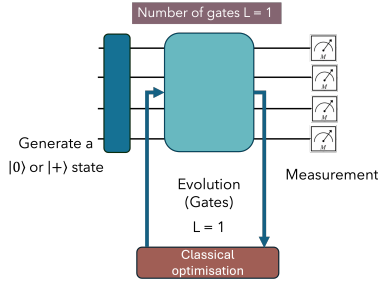 Number of gates L = 1
M
M
M
M
Generate a
|0⟩ or |+⟩ state
Measurement
Evolution
(Gates)
L = 1
Classical
optimisation